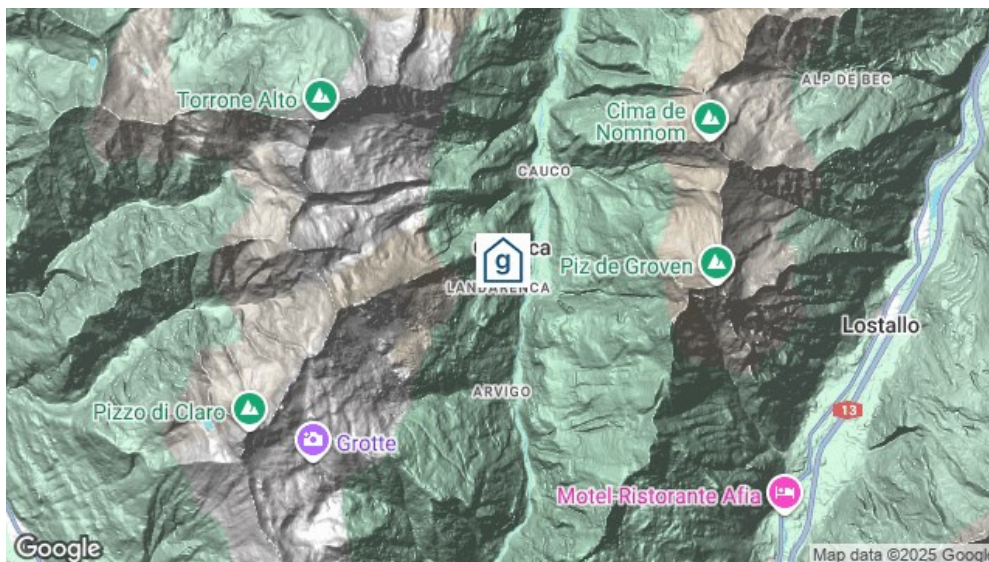 Torrone Alto
ALP DE BEC
Cima de
Nomnom
CAUCO
g
Piz de Groven
LANDARENCA
Lostallo
ARVIGO
13
Pizzo di Claro
Grotte
Motel Ristorante Afia
Google
Map data ©2025 Google